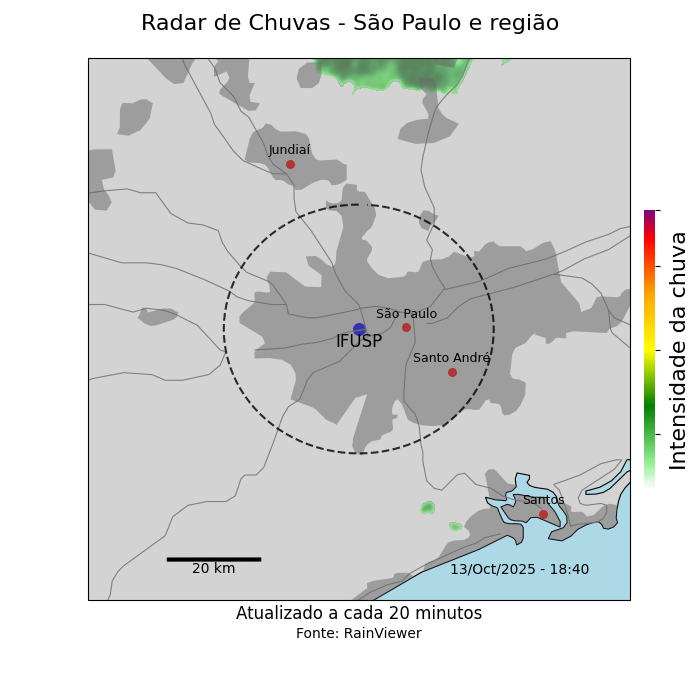 Radar de Chuvas - São Paulo e região
Jundiaí
São Paulo
IFUSP
Santo André
Santos
20 km
13/Oct/2025 - 18:40
Intensidade da chuva
Atualizado a cada 20 minutos
Fonte: RainViewer